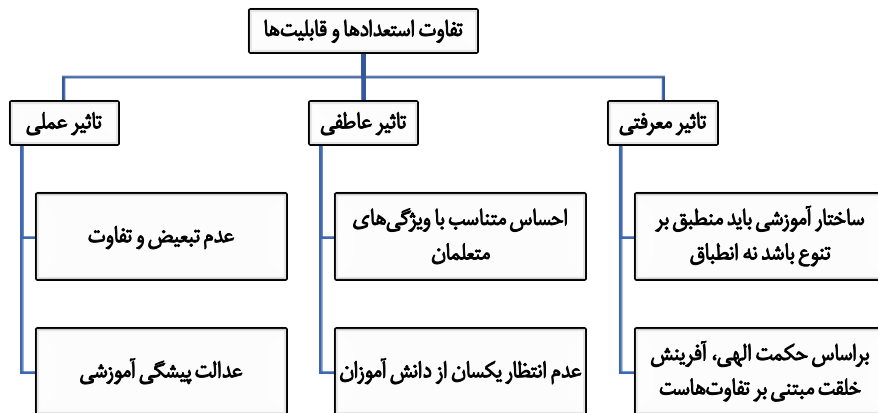 تفاوت استعدادها و قابلیت‌ها
تاثیر معرفتی
تاثیر عاطفی
تاثیر عملی
ساختار آموزشی باید منطبق بر
تنوع باشد نه انطباق
احساس متناسب با ویژگی‌های
متعلمان
عدم تبعیض و تفاوت
براساس حکمت الهی، آفرینش
خلقت مبتنی بر تفاوت‌هاست
عدم انتظار یکسان از دانش آموزان
عدالت پیشگی آموزشی